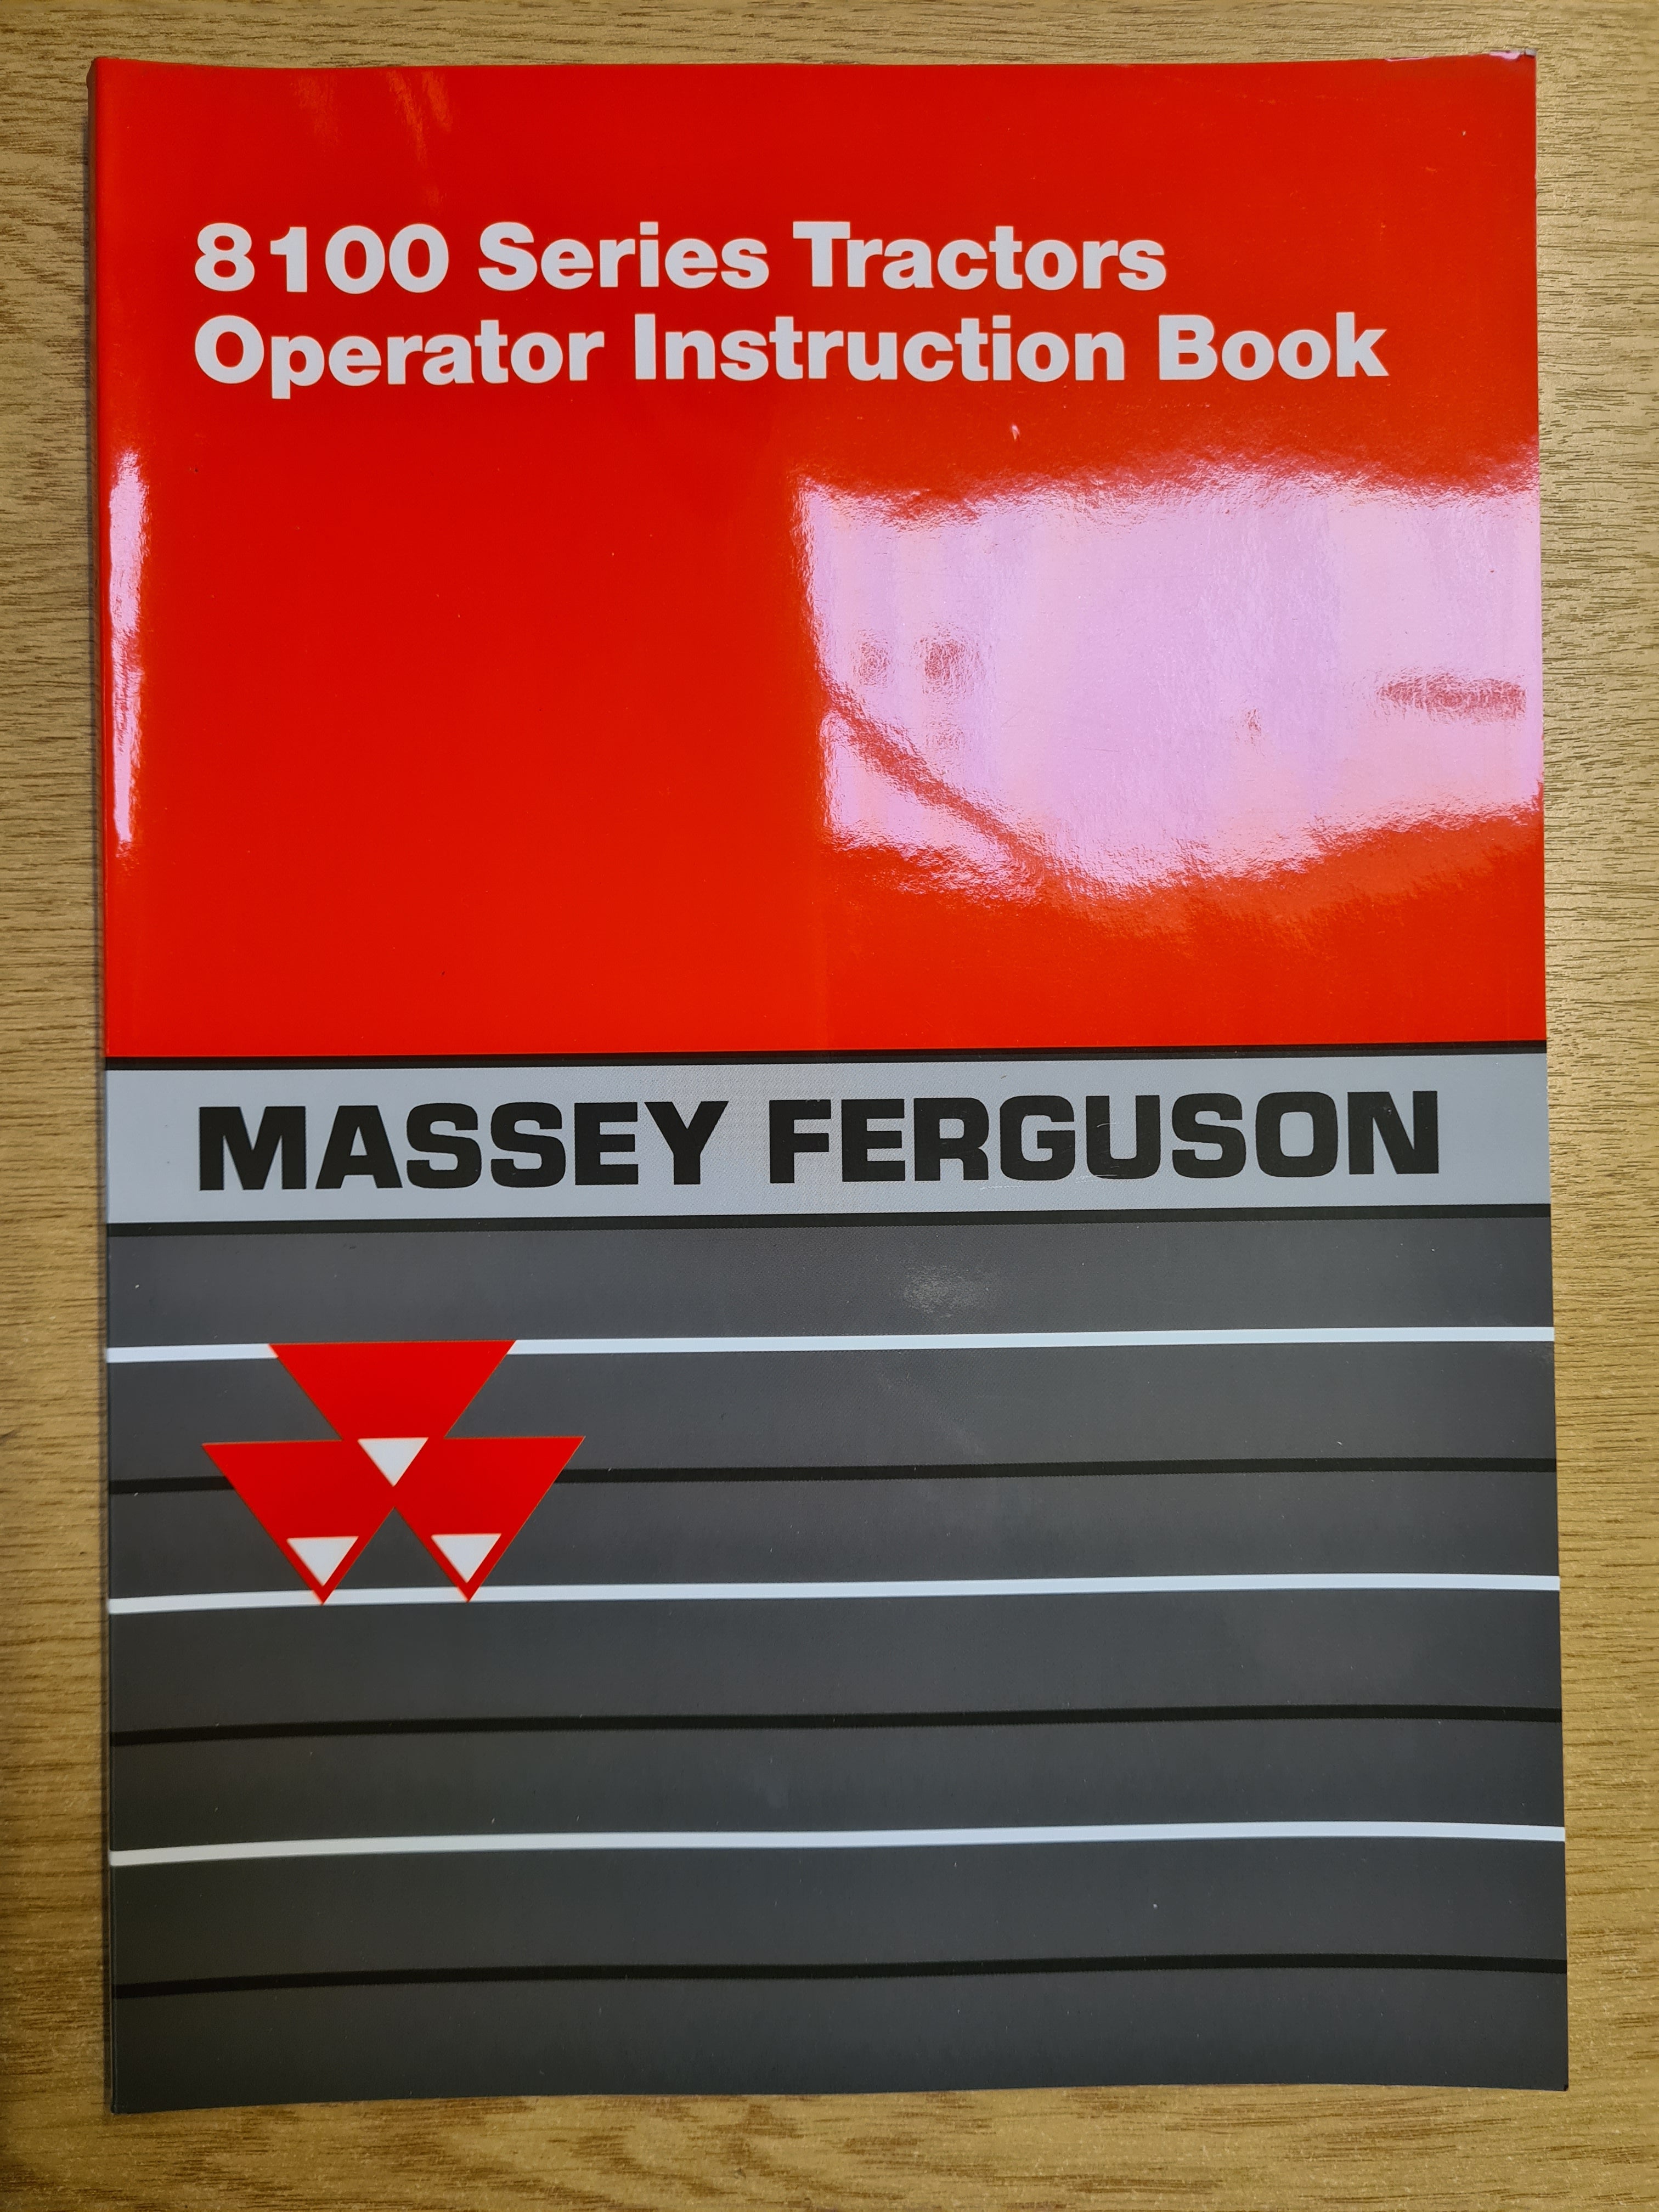 8100 Series Tractors
Operator Instruction Book
MASSEY FERGUSON